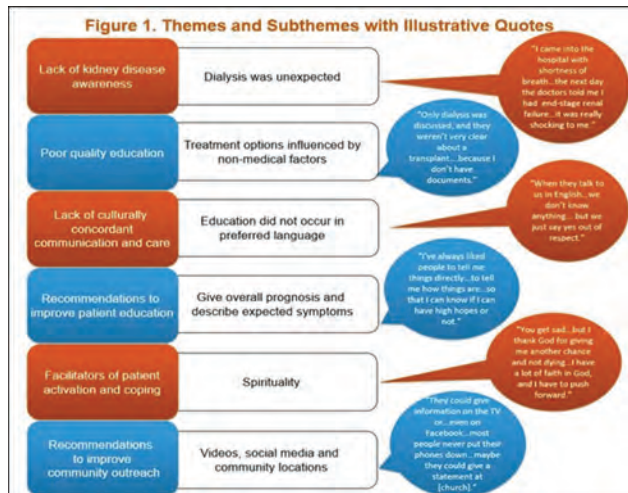 Figure 1. Themes and Subthemes with Illustrative Quotes
Lack of kidney disease
awareness
Dialysis was unexpected
"I came into the
hospital with
shortness of
breath...the next day
the doctors told me I
had end-stage renal
failure...it was really
shocking to me."
Poor quality education
Treatment options influenced by
non-medical factors
"Only dialysis was
discussed, and they
weren't very clear
about a
transplant...because I
don't have
documents."
Lack of culturally
concordant
communication and care
Education did not occur in
preferred language
"When they talk to
us in English...we
don't know
anything... but we
just say yes out of
respect."
Recommendations to
improve patient education
Give overall prognosis and
describe expected symptoms
"I've always liked
people to tell me
things directly...to tell
me how things are...so
that I can know if I can
have high hopes or
not."
Facilitators of patient
activation and coping
Spirituality
"You get sad...but I
thank God for giving
me another chance
and not dying...I have
a lot of faith in God,
and I have to push
forward."
Recommendations
to improve
community outreach
Videos, social media and
community locations
"They could give
information on the TV
or...even on
Facebook...most
people never put their
phones down...maybe
they could give a
statement at
[church]."